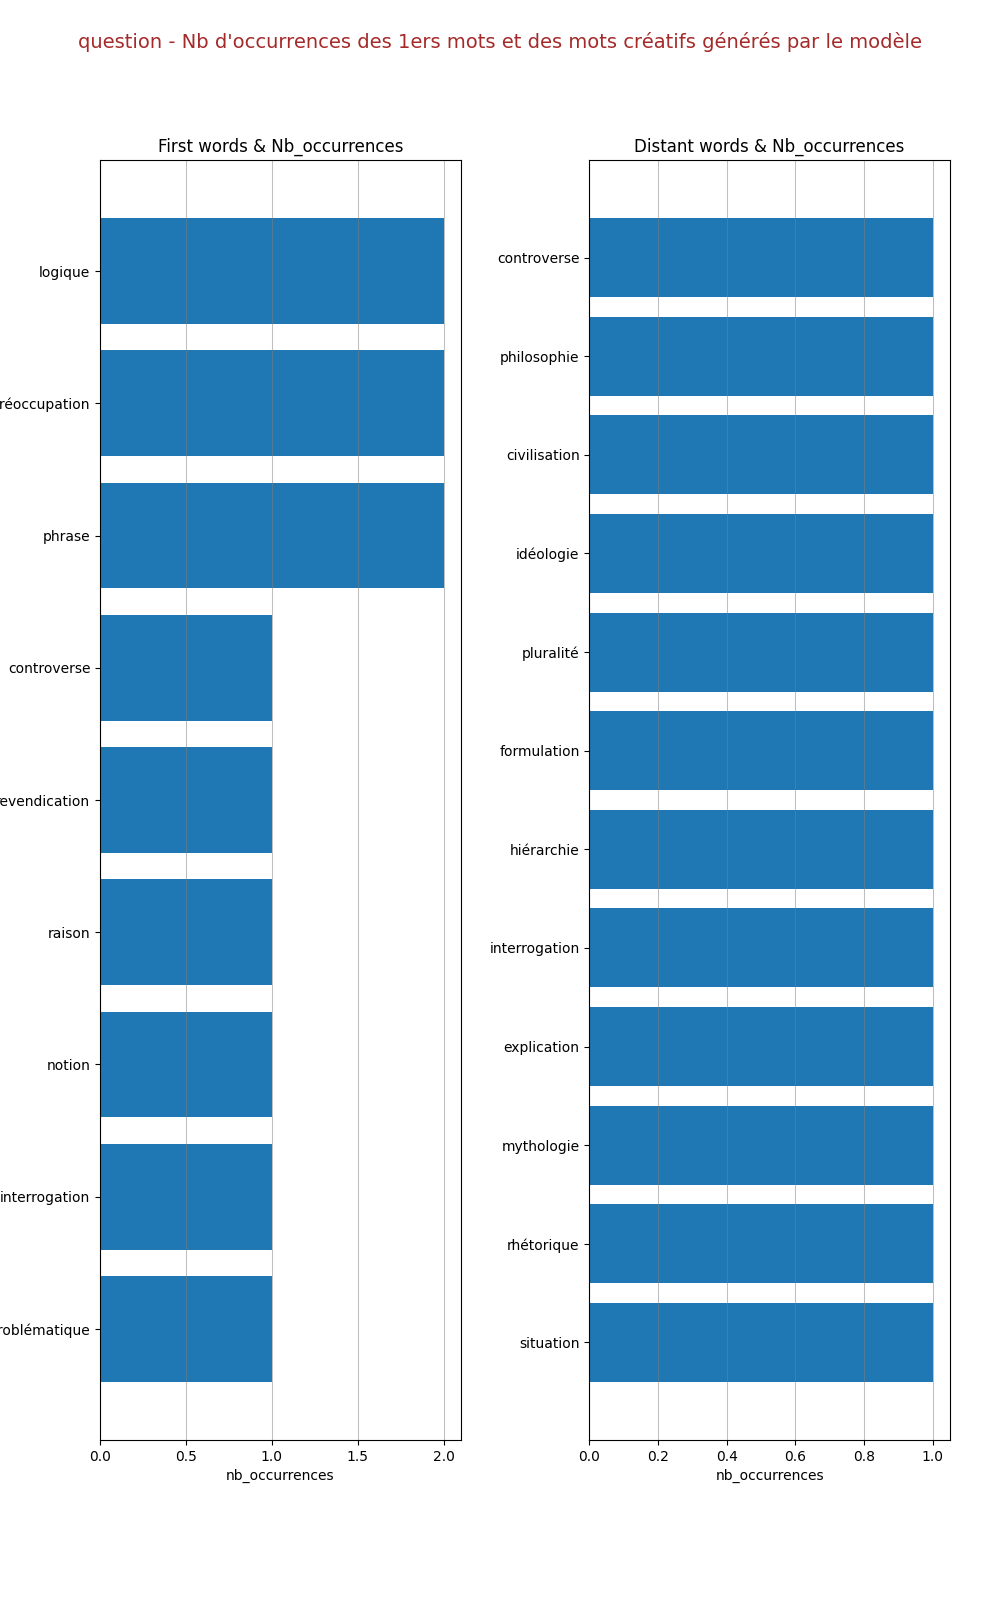 question - Nb d'occurrences des 1ers mots et des mots créatifs générés par le modèle
First words & Nb_occurrences
logique
réoccupation
phrase
controverse
evendication
raison
notion
interrogation
roblématique
0.0 0.5 1.0 1.5 2.0
nb_occurrences
Distant words & Nb_occurrences
controverse
philosophie
civilisation
idéologie
pluralité
formulation
hiérarchie
interrogation
explication
mythologie
rhétorique
situation
0.0 0.2 0.4 0.6 0.8 1.0
nb_occurrences